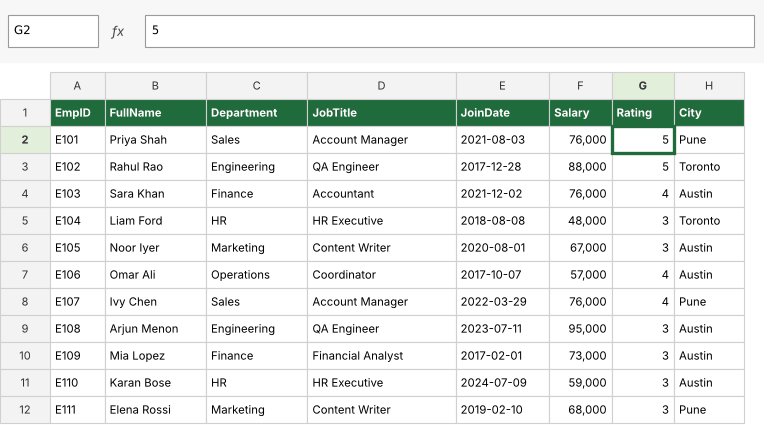 G2 fx 5
A B C D E F G H
1 EmpID FullName Department JobTitle JoinDate Salary Rating City
2 E101 Priya Shah Sales Account Manager 2021-08-03 76,000 5 Pune
3 E102 Rahul Rao Engineering QA Engineer 2017-12-28 88,000 5 Toronto
4 E103 Sara Khan Finance Accountant 2021-12-02 76,000 4 Austin
5 E104 Liam Ford HR HR Executive 2018-08-08 48,000 3 Toronto
6 E105 Noor Iyer Marketing Content Writer 2020-08-01 67,000 3 Austin
7 E106 Omar Ali Operations Coordinator 2017-10-07 57,000 4 Austin
8 E107 Ivy Chen Sales Account Manager 2022-03-29 76,000 4 Pune
9 E108 Arjun Menon Engineering QA Engineer 2023-07-11 95,000 3 Austin
10 E109 Mia Lopez Finance Financial Analyst 2017-02-01 73,000 3 Austin
11 E110 Karan Bose HR HR Executive 2024-07-09 59,000 3 Austin
12 E111 Elena Rossi Marketing Content Writer 2019-02-10 68,000 3 Pune